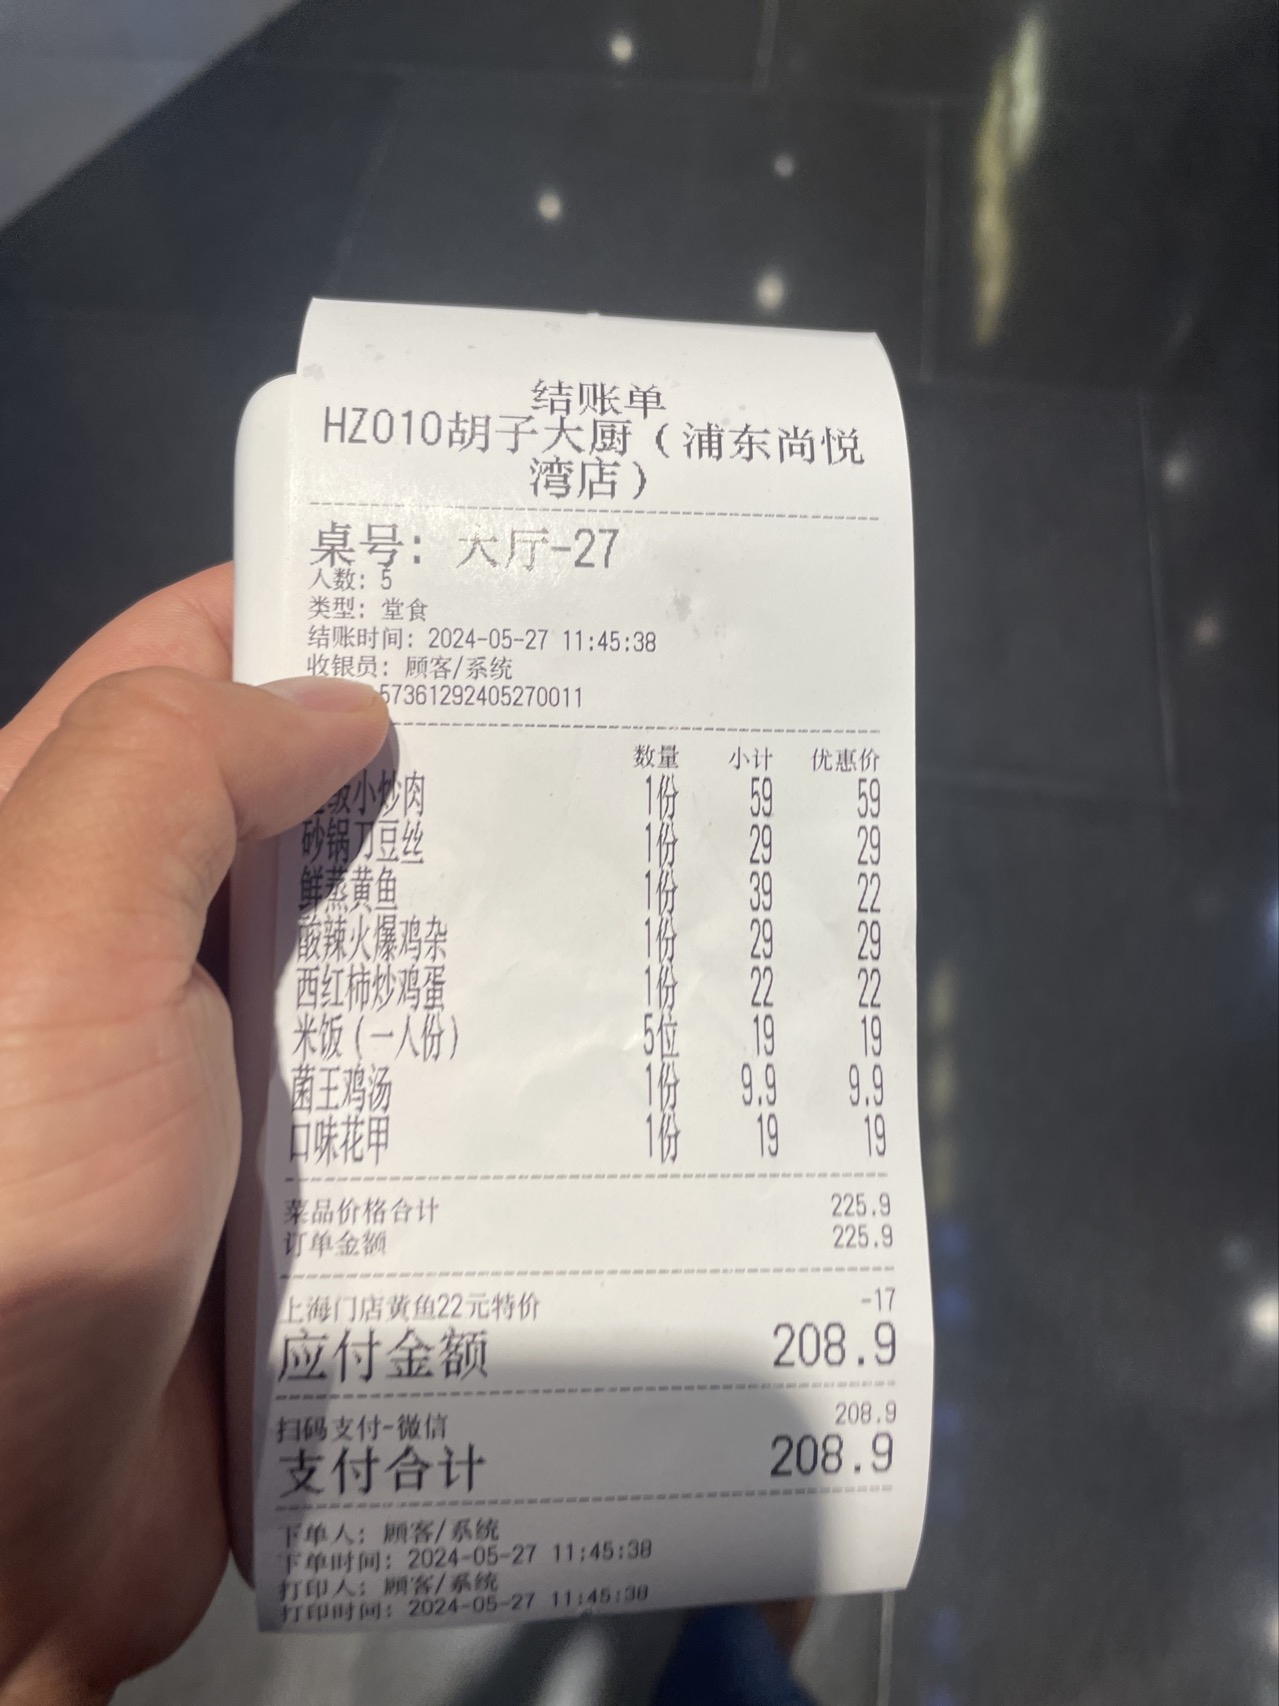 结账单
HZ010胡子大厨（浦东尚悦
湾店）
桌号：大厅-27
人数：5
类型：堂食
结账时间：2024-05-27 11:45:38
收银员：顾客/系统
57361292405270011
数量 小计 优惠价
级小炒肉 1份 59 59
砂锅刀豆丝 1份 29 29
鲜蒸黄鱼 1份 39 22
酸辣火爆鸡杂 1份 29 29
西红柿炒鸡蛋 1份 22 22
米饭（一人份） 5位 19 19
菌王鸡汤 1份 9.9 9.9
口味花甲 1份 19 19
菜品价格合计 225.9
订单金额 225.9
上海门店黄鱼22元特价 -17
应付金额 208.9
扫码支付-微信 208.9
支付合计 208.9
下单人：顾客/系统
下单时间：2024-05-27 11:45:38
打印人：顾客/系统
打印时间：2024-05-27 11:45:38